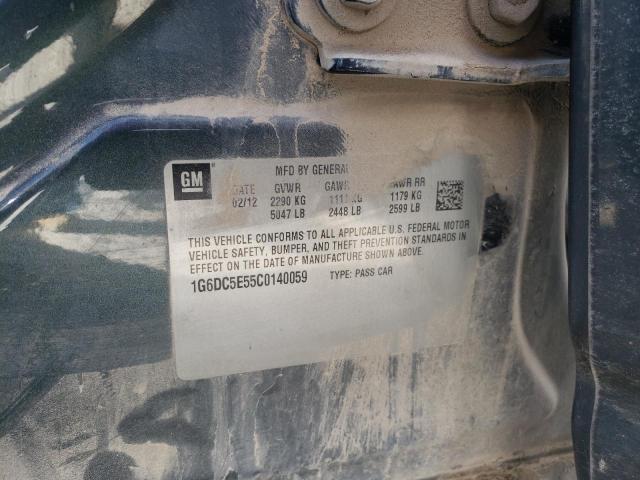 GM
MFD BY GENERAL
DATE GVWR GAWR GAWR RR
02/12 2290 KG 1111 KG 1179 KG
5047 LB 2448 LB 2599 LB
THIS VEHICLE CONFORMS TO ALL APPLICABLE U.S. FEDERAL MOTOR
VEHICLE SAFETY, BUMPER, AND THEFT PREVENTION STANDARDS IN
EFFECT ON THE DATE OF MANUFACTURE SHOWN ABOVE.
1G6DC5E55C0140059 TYPE: PASS CAR